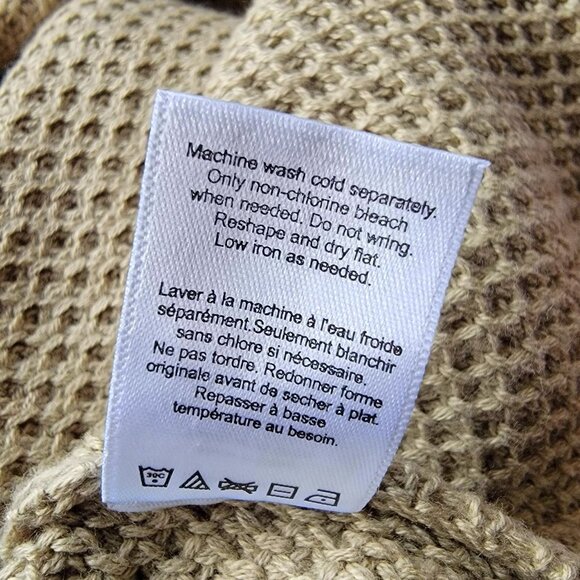 Machine wash cold separately.
Only non-chlorine bleach
when needed. Do not wring.
Reshape and dry flat.
Low iron as needed.
Laver à la machine à l'eau froide
séparément.Seulement blanchir
sans chlore si nécessaire.
Ne pas tordre. Redonner forme
originale avant de secher à plat.
Repasser à basse
température au besoin.
30C